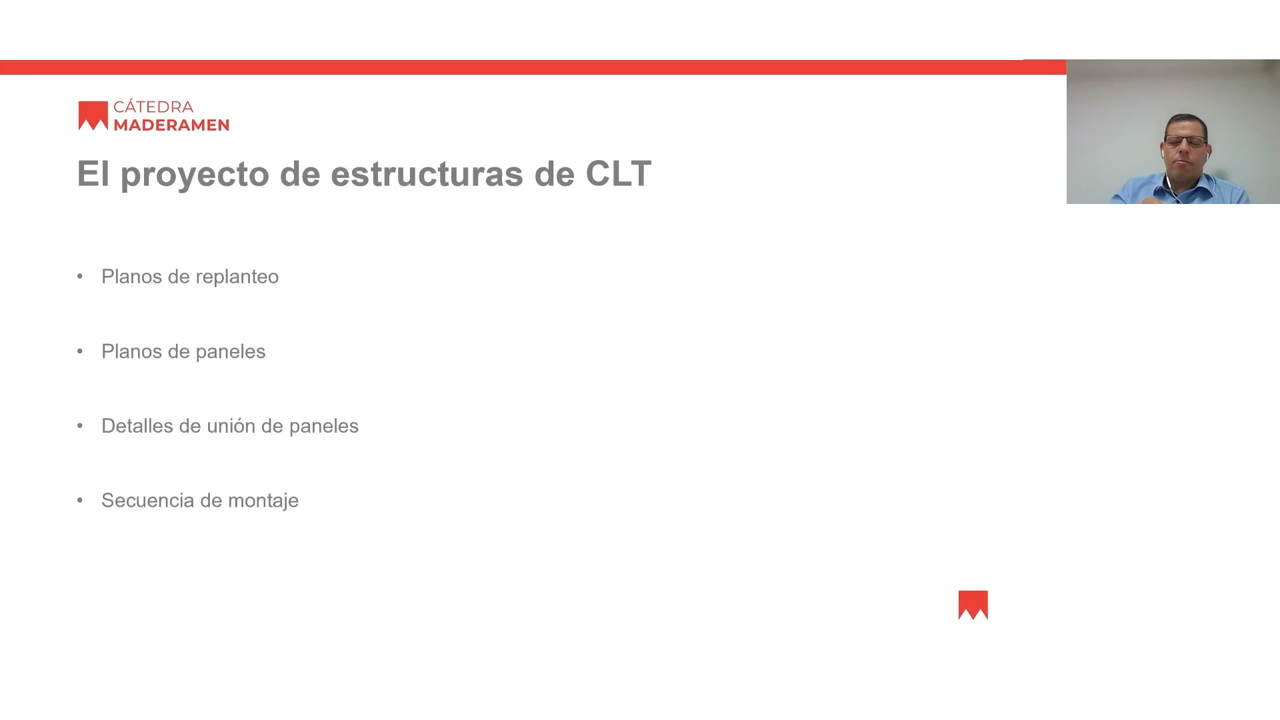 CÁTEDRA
MADERAMEN
El proyecto de estructuras de CLT
• Planos de replanteo
• Planos de paneles
• Detalles de unión de paneles
• Secuencia de montaje